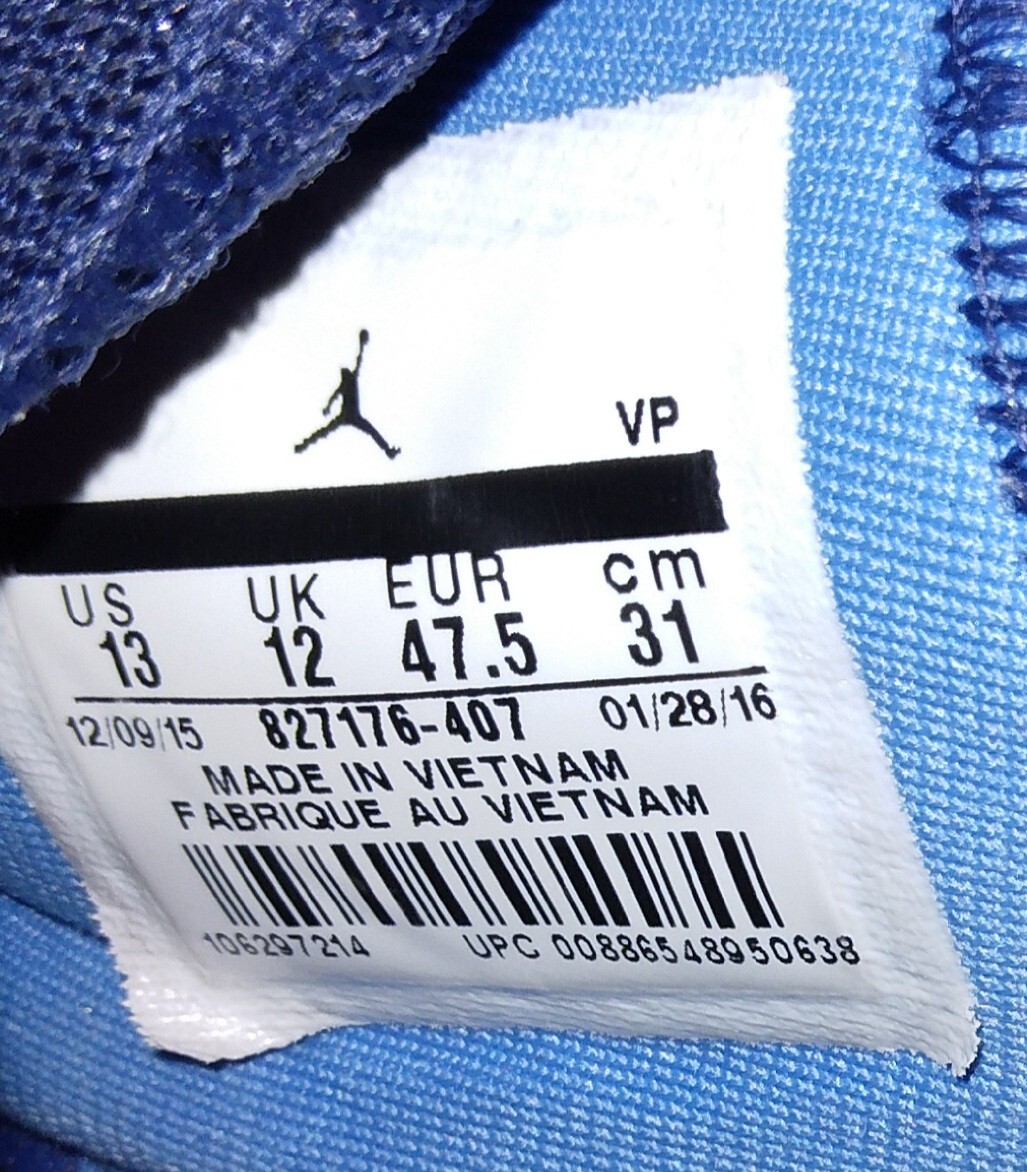 VP
US UK EUR cm
13 12 47.5 31
12/09/15 827176-407 01/28/16
MADE IN VIETNAM
FABRIQUE AU VIETNAM
106297214 UPC 00886548950638